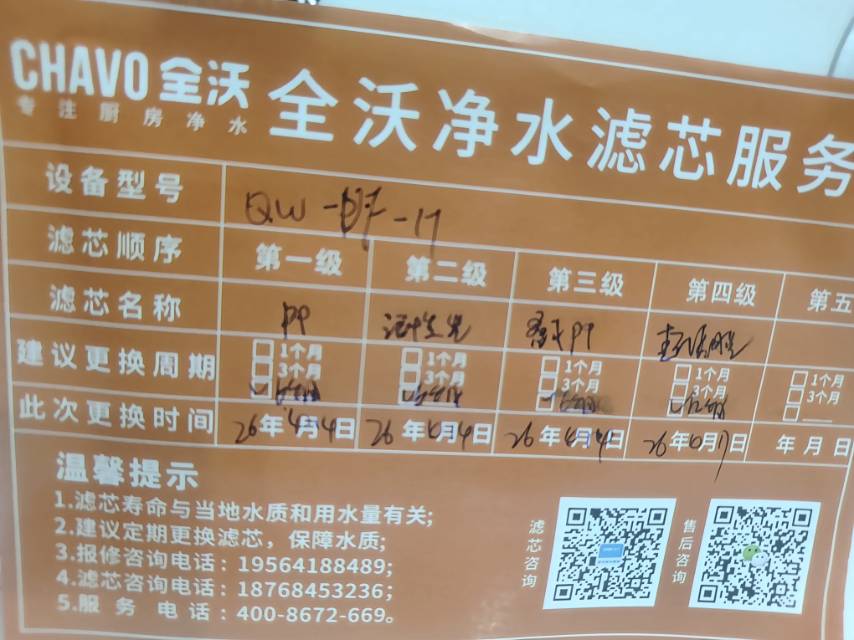 CHAVO 全沃
专注厨房净水
全沃净水滤芯服务
设备型号 QW
滤芯顺序 第一级 第二级 第三级 第四级 第五
滤芯名称 PP
建议更换周期 1个月 1个月 1个月 1个月 1个月
3个月 3个月 3个月 3个月 3个月
此次更换时间 26年4月4日 26年4月4日 26年4月4日 26年 月 日 年 月 日
温馨提示
1.滤芯寿命与当地水质和用水量有关;
2.建议定期更换滤芯，保障水质;
3.报修咨询电话：19564188489;
4.滤芯咨询电话：18768453236;
5.服务电话：400-8672-669。
滤芯咨询
售后咨询